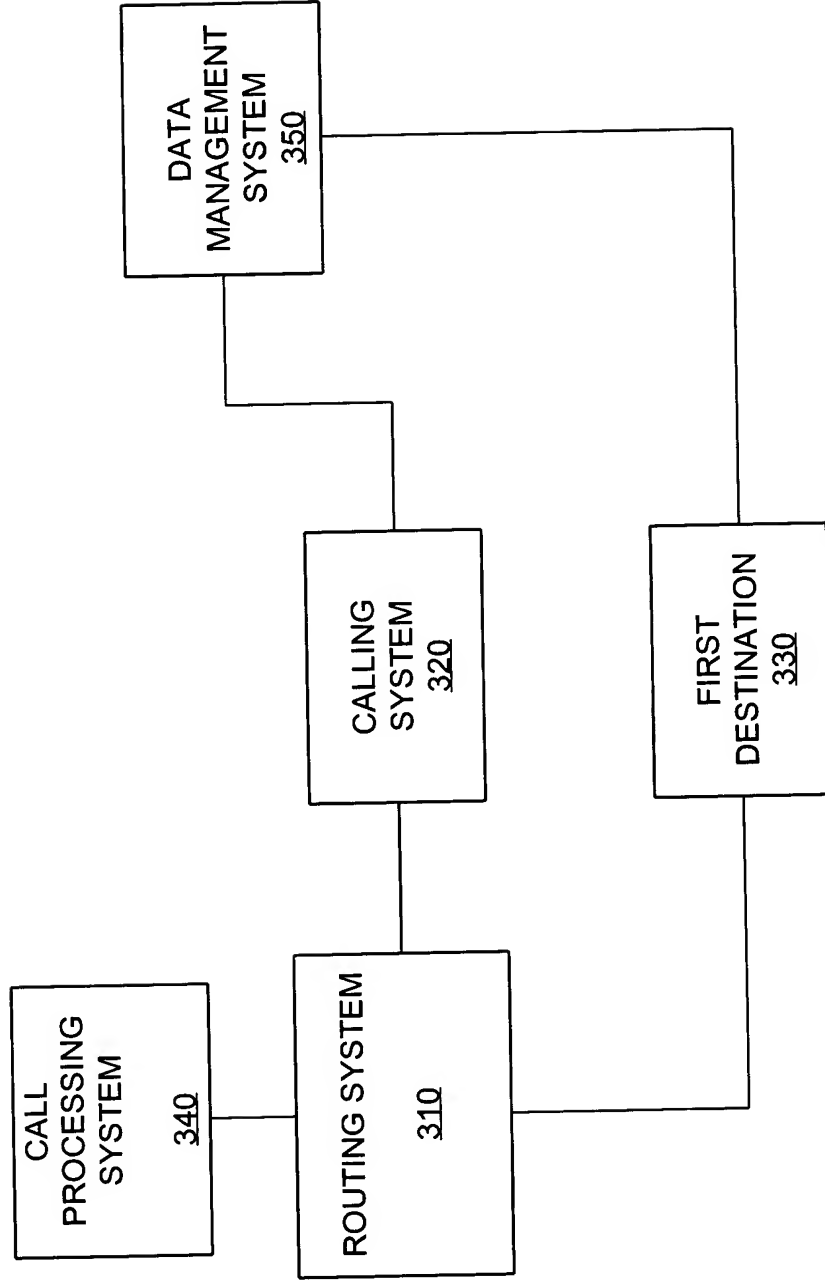 CALL
PROCESSING
SYSTEM
340
ROUTING SYSTEM
310
CALLING
SYSTEM
320
FIRST
DESTINATION
330
DATA
MANAGEMENT
SYSTEM
350